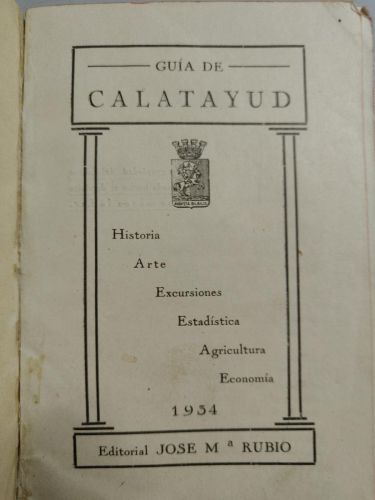 GUÍA DE
CALATAYUD
Historia
Arte
Excursiones
Estadística
Agricultura
Economía
1934
Editorial JOSE Mª RUBIO